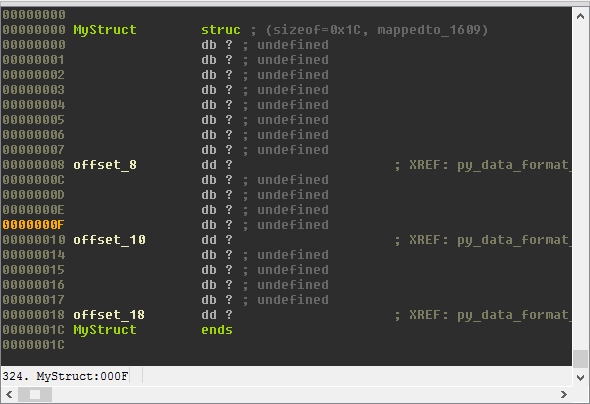 00000000
00000000 MyStruct struc ; (sizeof=0x1C, mappedto_1609)
00000000 db ? ; undefined
00000001 db ? ; undefined
00000002 db ? ; undefined
00000003 db ? ; undefined
00000004 db ? ; undefined
00000005 db ? ; undefined
00000006 db ? ; undefined
00000007 db ? ; undefined
00000008 offset_8 dd ? ; XREF: py_data_format_
0000000C db ? ; undefined
0000000D db ? ; undefined
0000000E db ? ; undefined
0000000F db ? ; undefined
00000010 offset_10 dd ? ; XREF: py_data_format_
00000014 db ? ; undefined
00000015 db ? ; undefined
00000016 db ? ; undefined
00000017 db ? ; undefined
00000018 offset_18 dd ? ; XREF: py_data_format_
0000001C MyStruct ends
0000001C
324. MyStruct:000F